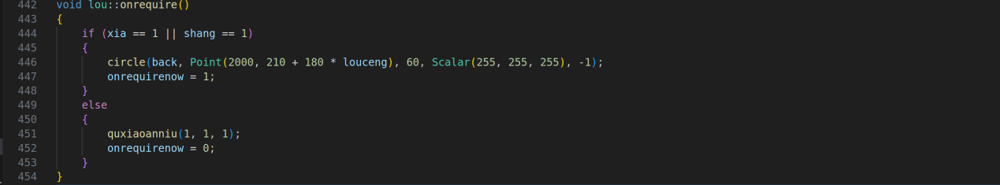 442 void lou::onrequire()
443 {
444     if (xia == 1 || shang == 1)
445     {
446         circle(back, Point(2000, 210 + 180 * louceng), 60, Scalar(255, 255, 255), -1);
447         onrequirenow = 1;
448     }
449     else
450     {
451         quxiaoanniu(1, 1, 1);
452         onrequirenow = 0;
453     }
454 }